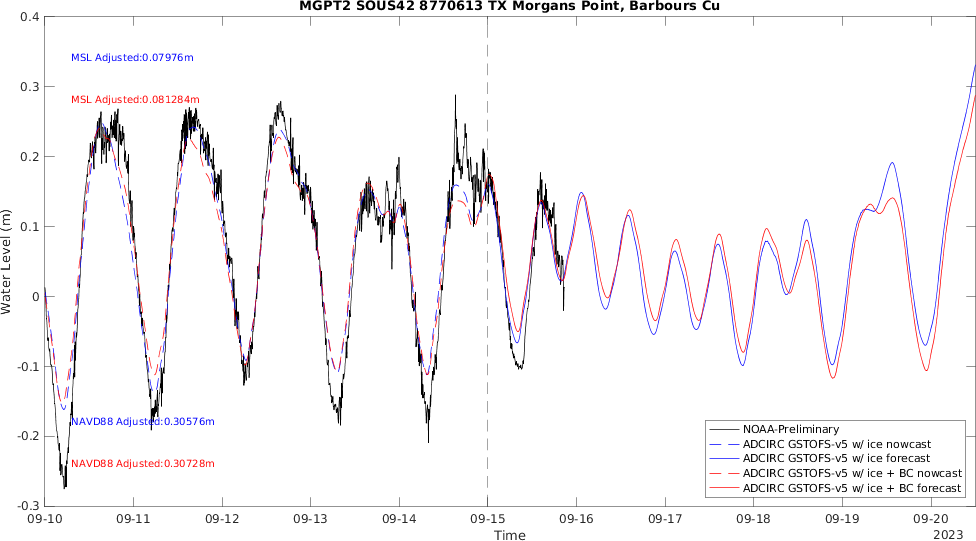 MGPT2 SOUS42 8770613 TX Morgans Point, Barbours Cu
0.4
0.3
0.2
0.1
0
-0.1
-0.2
-0.3
Water Level (m)
MSL Adjusted:0.07976m
MSL Adjusted:0.081284m
NAVD88 Adjusted:0.30576m
NAVD88 Adjusted:0.30728m
NOAA-Preliminary
ADCIRC GSTOFS-v5 w/ ice nowcast
ADCIRC GSTOFS-v5 w/ ice forecast
ADCIRC GSTOFS-v5 w/ ice + BC nowcast
ADCIRC GSTOFS-v5 w/ ice + BC forecast
09-10 09-11 09-12 09-13 09-14 09-15 09-16 09-17 09-18 09-19 09-20
Time
2023